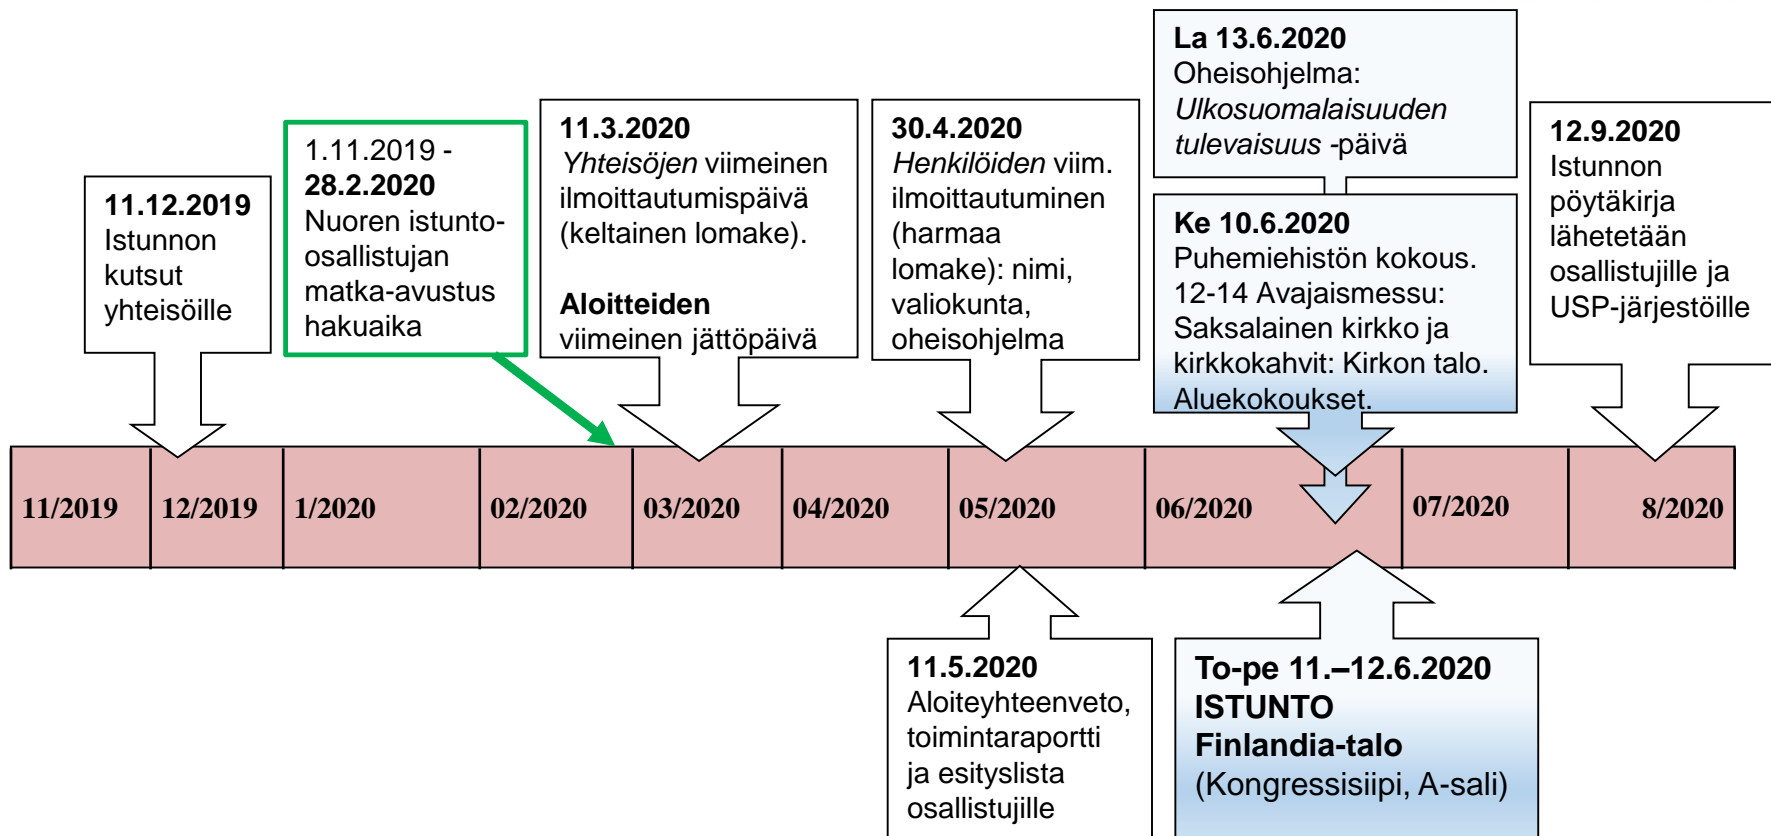 11.12.2019
Istunnon
kutsut
yhteisöille
1.11.2019 -
28.2.2020
Nuoren istunto-
osallistujan
matka-avustus
hakuaika
11.3.2020
Yhteisöjen viimeinen
ilmoittautumispäivä
(keltainen lomake).
Aloitteiden
viimeinen jättöpäivä
30.4.2020
Henkilöiden viim.
ilmoittautuminen
(harmaa
lomake): nimi,
valiokunta,
oheisohjelma
La 13.6.2020
Oheisohjelma:
Ulkosuomalaisuuden
tulevaisuus -päivä
Ke 10.6.2020
Puhemiehistön kokous.
12-14 Avajaismessu:
Saksalainen kirkko ja
kirkkokahvit: Kirkon talo.
Aluekokoukset.
12.9.2020
Istunnon
pöytäkirja
lähetetään
osallistujille ja
USP-järjestöille
11/2019 12/2019 1/2020 02/2020 03/2020 04/2020 05/2020 06/2020 07/2020 8/2020
11.5.2020
Aloiteyhteenveto,
toimintaraportti
ja esityslista
osallistujille
To-pe 11.–12.6.2020
ISTUNTO
Finlandia-talo
(Kongressisiipi, A-sali)